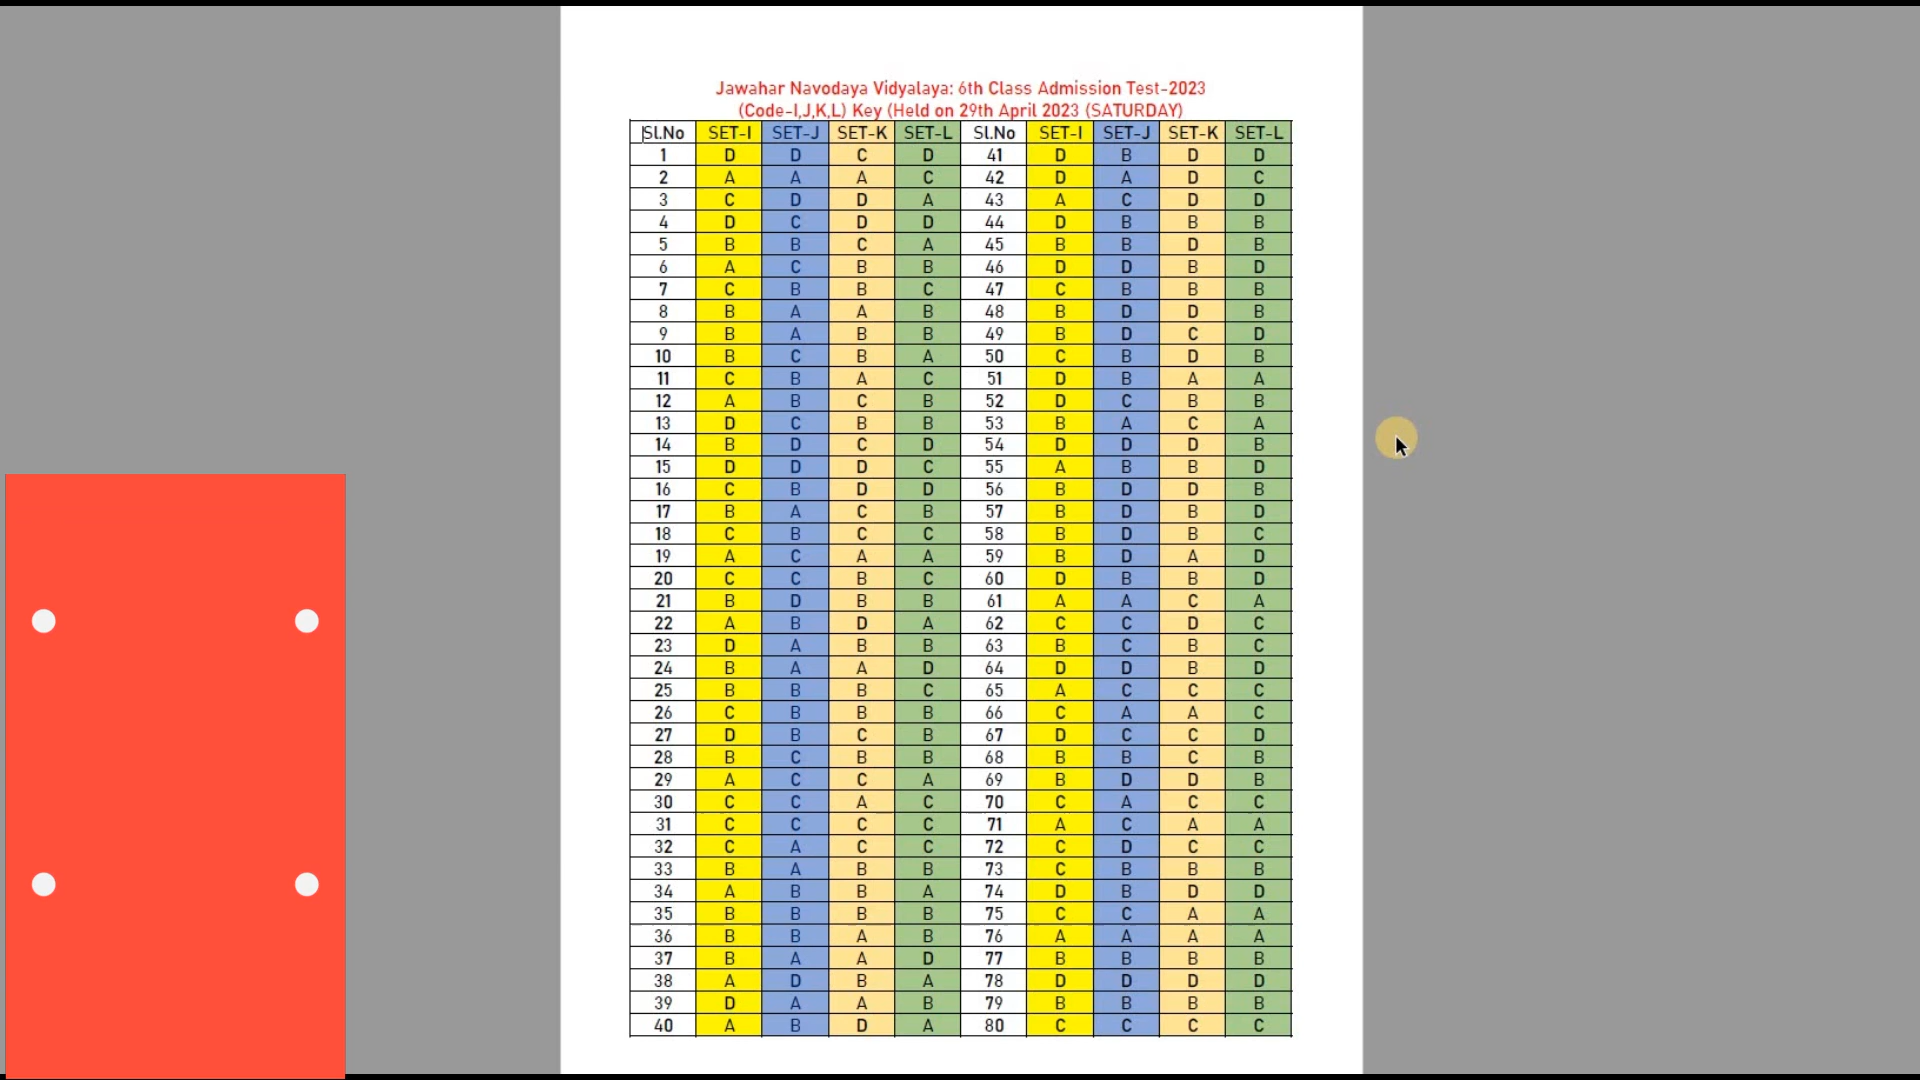 Jawahar Navodaya Vidyalaya: 6th Class Admission Test-2023
(Code-I,J,K,L) Key (Held on 29th April 2023 (SATURDAY)
Sl.No SET-I SET-J SET-K SET-L Sl.No SET-I SET-J SET-K SET-L
1 D D C D 41 D B D D
2 A A A C 42 D A D C
3 C D D A 43 A C D D
4 D C D D 44 D B B B
5 B B C A 45 B B D B
6 A C B B 46 D D B D
7 C B B C 47 C B B B
8 B A A B 48 B D D B
9 B A B B 49 B D C D
10 B C B A 50 C B D B
11 C B A C 51 D B A A
12 A B C B 52 D C B B
13 D C B B 53 B A C A
14 B D C D 54 D D D B
15 D D D C 55 A B B D
16 C B D D 56 B D D B
17 B A C B 57 B D B D
18 C B C C 58 B D B C
19 A C A A 59 B D A D
20 C C B C 60 D B B D
21 B D B B 61 A A C A
22 A B D A 62 C C D C
23 D A B B 63 B C B C
24 B A A D 64 D D B D
25 B B B C 65 A C C C
26 C B B B 66 C A A C
27 D B C B 67 D C C D
28 B C B B 68 B B C B
29 A C C A 69 B D D B
30 C C A C 70 C A C C
31 C C C C 71 A C A A
32 C A C C 72 C D C C
33 B A B B 73 C B B B
34 A B B A 74 D B D D
35 B B B B 75 C C A A
36 B B A B 76 A A A A
37 B A A D 77 B B B B
38 A D B A 78 D D D D
39 D A A B 79 B B B B
40 A B D A 80 C C C C